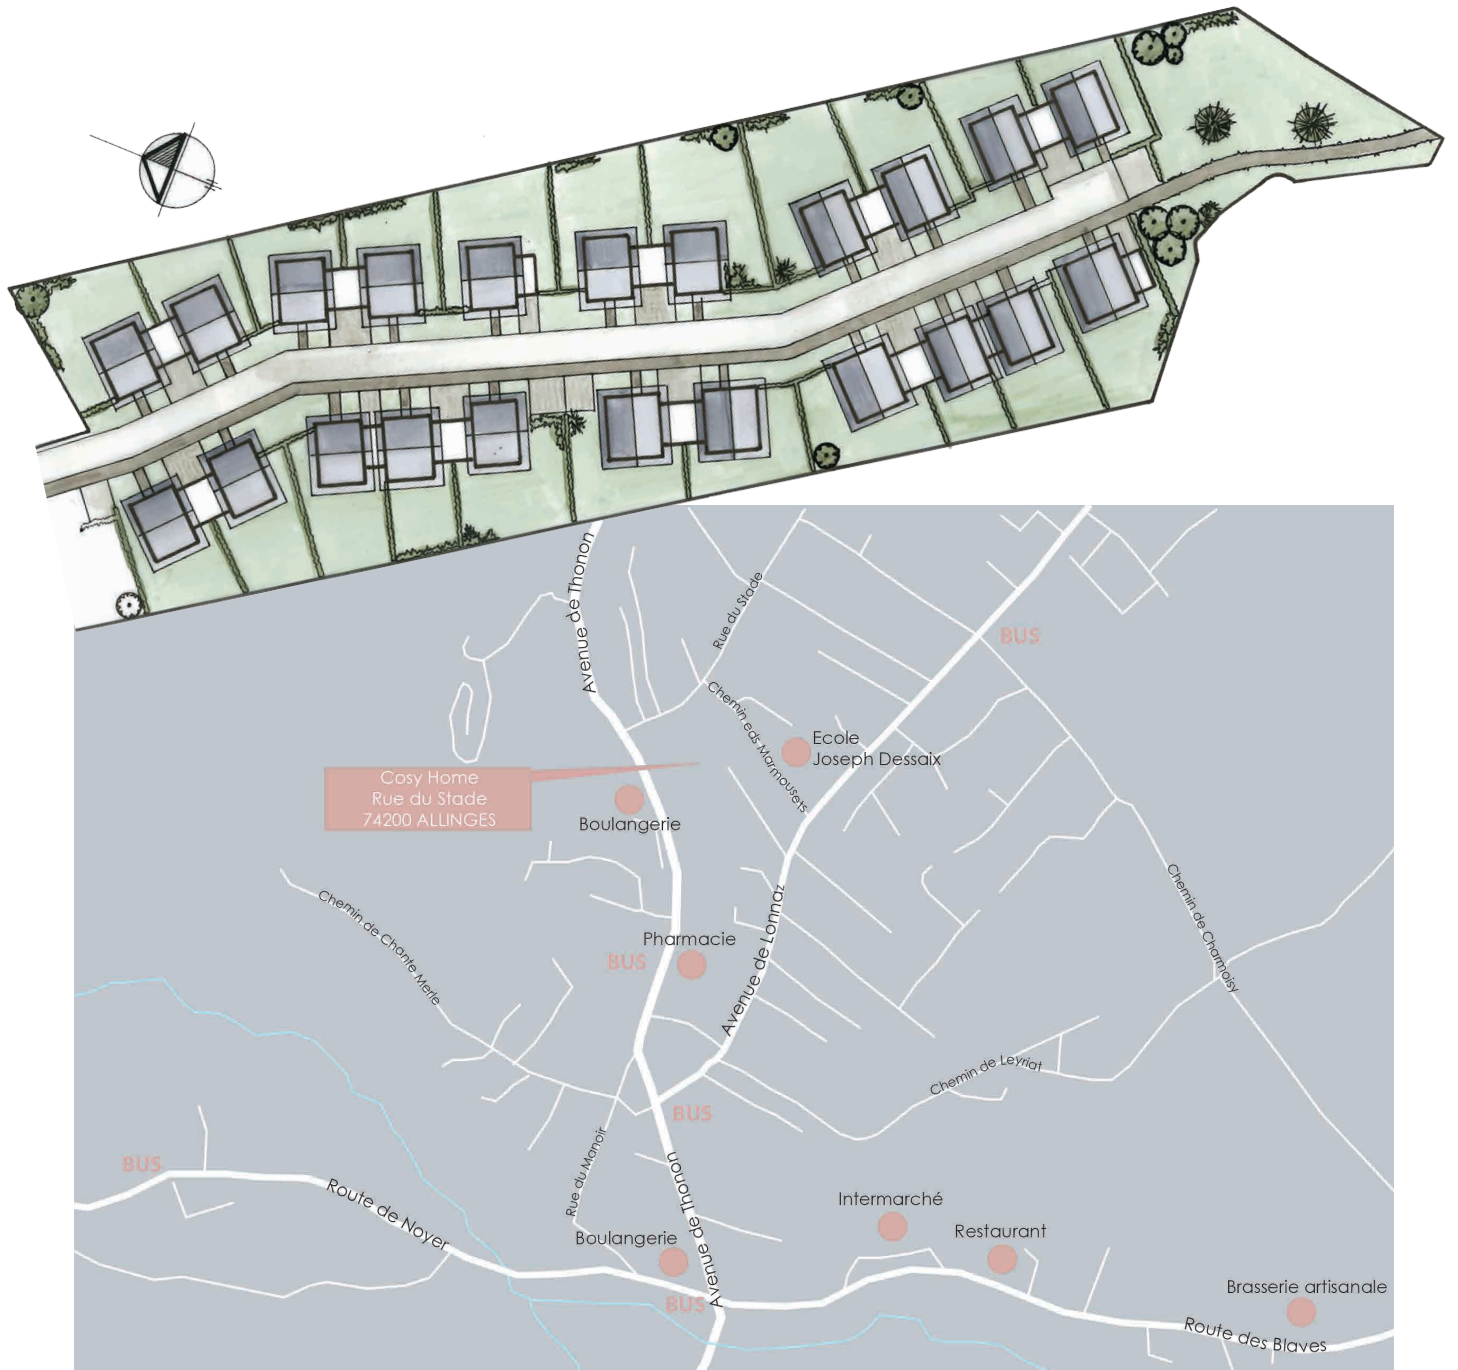 Avenue de Thonon
Rue du Stade
BUS
Chemin eds Marmousets
Ecole
Joseph Dessaix
Cosy Home
Rue du Stade
74200 ALLINGES
Boulangerie
Chemin de Chante Merle
Avenue de Lonnaz
Chemin de Charmoisy
Pharmacie
BUS
Chemin de Leyriat
BUS
Rue du Manoir
BUS
Avenue de Thonon
Route de Noyer
Intermarché
Boulangerie
Restaurant
BUS
Brasserie artisanale
Route des Blaves